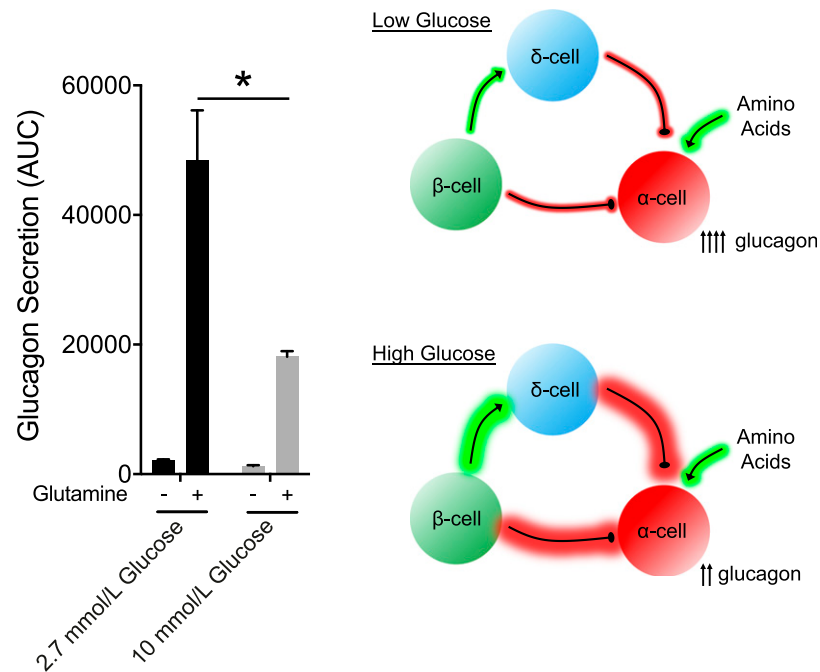 Glucagon Secretion (AUC)
60000
40000
20000
0
*
Glutamine - + - +
2.7 mmol/L Glucose
10 mmol/L Glucose
Low Glucose
δ-cell
β-cell
α-cell
Amino
Acids
↑↑↑↑ glucagon
High Glucose
δ-cell
β-cell
α-cell
Amino
Acids
↑↑ glucagon